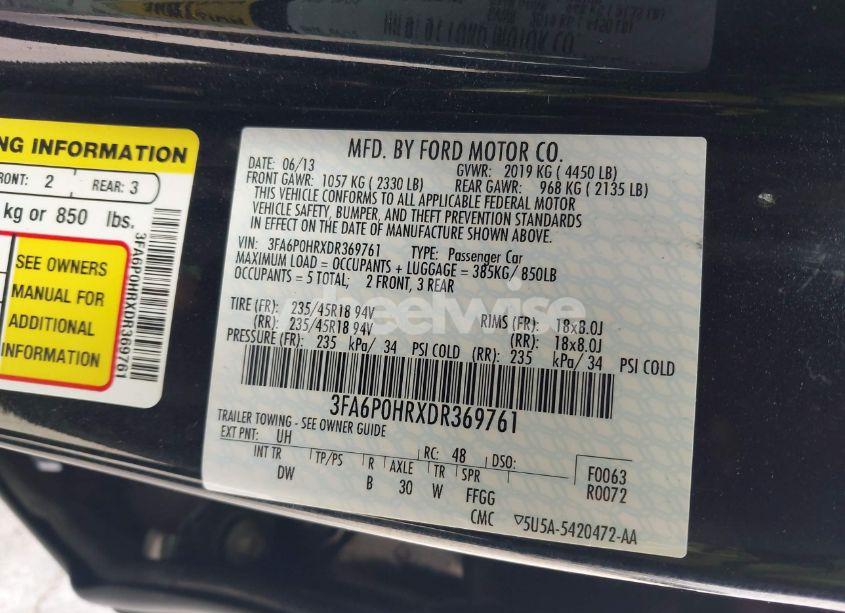 NG INFORMATION
RONT: 2 REAR: 3
kg or 850 lbs.
SEE OWNERS
MANUAL FOR
ADDITIONAL
INFORMATION
3FA6P0HRXDR369761
MFD. BY FORD MOTOR CO.
DATE: 06/13 GVWR: 2019 KG ( 4450 LB)
FRONT GAWR: 1057 KG ( 2330 LB) REAR GAWR: 968 KG ( 2135 LB)
THIS VEHICLE CONFORMS TO ALL APPLICABLE FEDERAL MOTOR
VEHICLE SAFETY, BUMPER, AND THEFT PREVENTION STANDARDS
IN EFFECT ON THE DATE OF MANUFACTURE SHOWN ABOVE.
VIN: 3FA6P0HRXDR369761 TYPE: Passenger Car
MAXIMUM LOAD = OCCUPANTS + LUGGAGE = 385KG/ 850LB
OCCUPANTS = 5 TOTAL; 2 FRONT, 3 REAR
wheelwise
TIRE (FR): 235/45R18 94V RIMS (FR): 18x8.0J
(RR): 235/45R18 94V (RR): 18x8.0J
PRESSURE (FR): 235 kPa/ 34 PSI COLD (RR): 235 kPa/ 34 PSI COLD
3FA6P0HRXDR369761
TRAILER TOWING - SEE OWNER GUIDE
EXT PNT: UH RC: 48 DSO: F0063
R0072
INT TR TP/PS R AXLE TR SPR
DW B 30 W FFGG
CMC 5U5A-5420472-AA